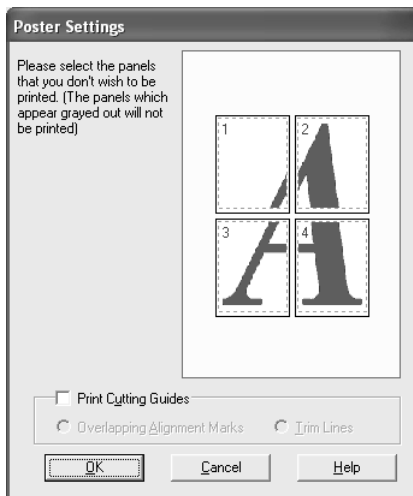 Poster Settings
Please select the panels
that you don't wish to be
printed. (The panels which
appear grayed out will not
be printed)
1 2
3 4
A
Print Cutting Guides
Overlapping Alignment Marks Trim Lines
OK Cancel Help